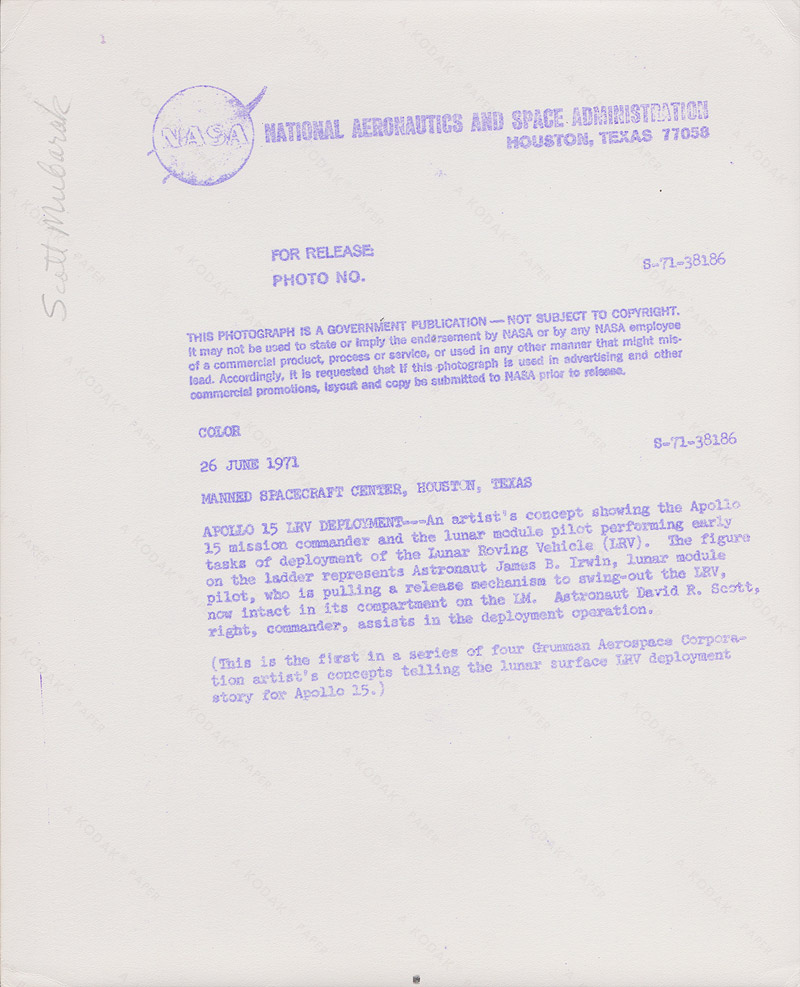 Scott Mubarak
NASA
NATIONAL AERONAUTICS AND SPACE ADMINISTRATION
HOUSTON, TEXAS 77058
FOR RELEASE:
PHOTO NO.
S-71-38186
THIS PHOTOGRAPH IS A GOVERNMENT PUBLICATION — NOT SUBJECT TO COPYRIGHT.
It may not be used to state or imply the endorsement by NASA or by any NASA employee
of a commercial product, process or service, or used in any other manner that might mis-
lead. Accordingly, it is requested that if this photograph is used in advertising and other
commercial promotions, layout and copy be submitted to NASA prior to release.
COLOR
S-71-38186
26 JUNE 1971
MANNED SPACECRAFT CENTER, HOUSTON, TEXAS
APOLLO 15 LRV DEPLOYMENT---An artist's concept showing the Apollo
15 mission commander and the lunar module pilot performing early
tasks of deployment of the Lunar Roving Vehicle (LRV). The figure
on the ladder represents Astronaut James B. Irwin, lunar module
pilot, who is pulling a release mechanism to swing-out the LRV,
now intact in its compartment on the LM. Astronaut David R. Scott,
right, commander, assists in the deployment operation.
(This is the first in a series of four Grumman Aerospace Corpora-
tion artist's concepts telling the lunar surface LRV deployment
story for Apollo 15.)
A KODAK PAPER